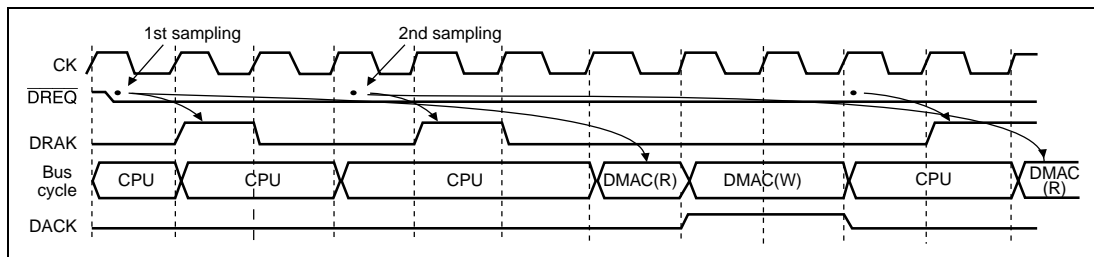 1st sampling 2nd sampling
CK
DREQ
DRAK
Bus
cycle
CPU CPU CPU DMAC(R) DMAC(W) CPU DMAC
(R)
DACK